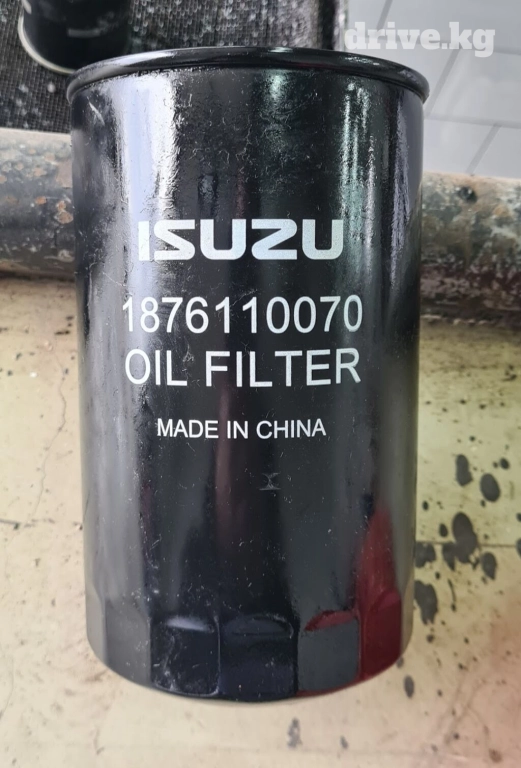 drive.kg
ISUZU
1876110070
OIL FILTER
MADE IN CHINA